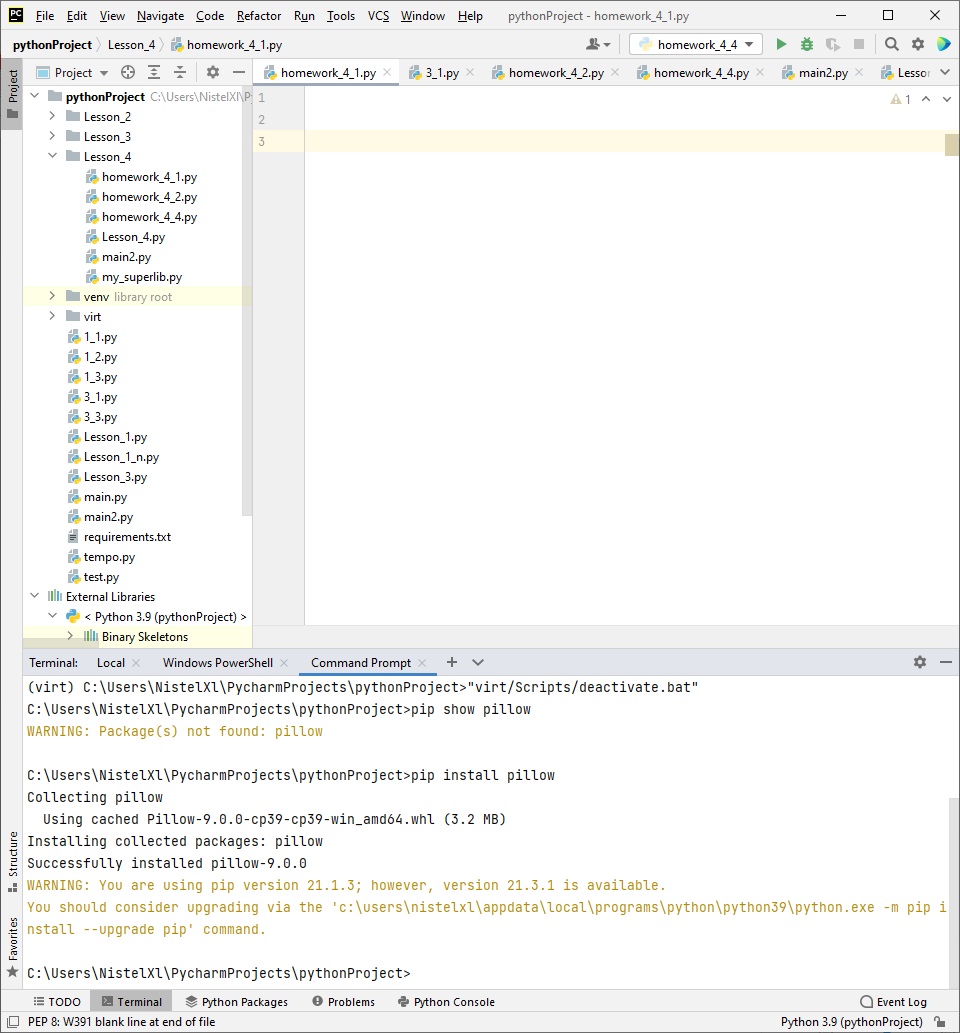 PC File Edit View Navigate Code Refactor Run Tools VCS Window Help pythonProject - homework_4_1.py
pythonProject Lesson_4 homework_4_1.py homework_4_4
Project homework_4_1.py 3_1.py homework_4_2.py homework_4_4.py main2.py Lesso
Project
pythonProject C:\Users\NistelXl\P
Lesson_2
Lesson_3
Lesson_4
homework_4_1.py
homework_4_2.py
homework_4_4.py
Lesson_4.py
main2.py
my_superlib.py
venv library root
virt
1_1.py
1_2.py
1_3.py
3_1.py
3_3.py
Lesson_1.py
Lesson_1_n.py
Lesson_3.py
main.py
main2.py
requirements.txt
tempo.py
test.py
External Libraries
< Python 3.9 (pythonProject) >
Binary Skeletons
1
2
3
1
Terminal: Local Windows PowerShell Command Prompt
(virt) C:\Users\NistelXl\PycharmProjects\pythonProject>"virt/Scripts/deactivate.bat"
C:\Users\NistelXl\PycharmProjects\pythonProject>pip show pillow
WARNING: Package(s) not found: pillow
C:\Users\NistelXl\PycharmProjects\pythonProject>pip install pillow
Collecting pillow
Using cached Pillow-9.0.0-cp39-cp39-win_amd64.whl (3.2 MB)
Installing collected packages: pillow
Successfully installed pillow-9.0.0
WARNING: You are using pip version 21.1.3; however, version 21.3.1 is available.
You should consider upgrading via the 'c:\users\nistelxl\appdata\local\programs\python\python39\python.exe -m pip i
nstall --upgrade pip' command.
C:\Users\NistelXl\PycharmProjects\pythonProject>
Structure
Favorites
TODO Terminal Python Packages Problems Python Console Event Log
PEP 8: W391 blank line at end of file Python 3.9 (pythonProject)